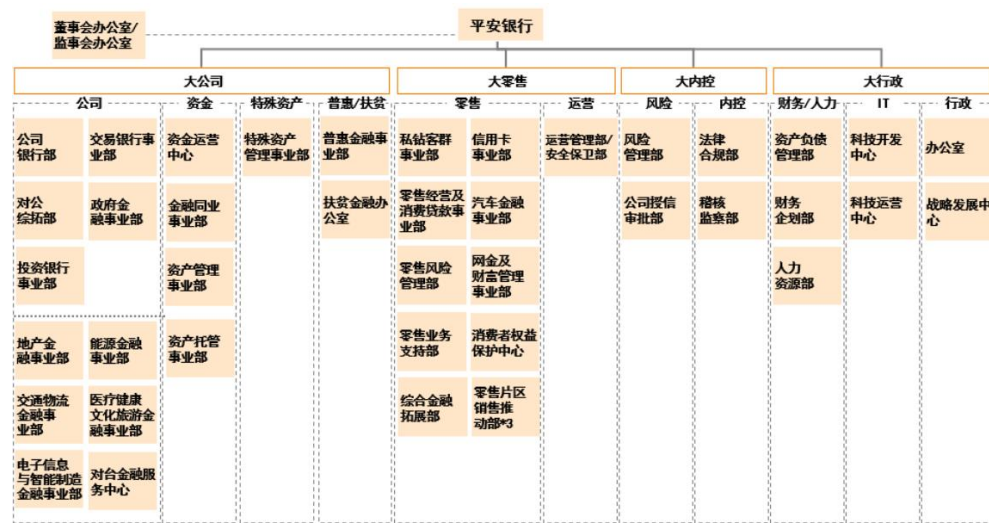 平安银行
董事会办公室/
监事会办公室
大公司
大零售
大内控
大行政
公司
资金
特殊资产
普惠/扶贫
零售
运营
风险
内控
财务/人力
IT
行政
公司
银行部
交易银行事
业部
对公
综拓部
政府金
融事业部
投资银行
事业部
地产金
融事业部
能源金融
事业部
交通物流
金融事
业部
医疗健康
文化旅游金
融事业部
电子信息
与智能制造
金融事业部
对台金融服
务中心
资金运营
中心
金融同业
事业部
资产管理
事业部
资产托管
事业部
特殊资产
管理事业部
普惠金融事
业部
扶贫金融办
公室
私钻客群
事业部
信用卡
事业部
零售经营及
消费贷款事
业部
汽车金融
事业部
零售风险
管理部
网金及
财富管理
事业部
零售业务
支持部
消费者权益
保护中心
综合金融
拓展部
零售片区
销售推
动部*3
运营管理部/
安全保卫部
风险
管理部
公司授信
审批部
法律
合规部
稽核
监察部
资产负债
管理部
财务
企划部
人力
资源部
科技开发
中心
科技运营
中心
办公室
战略发展中
心